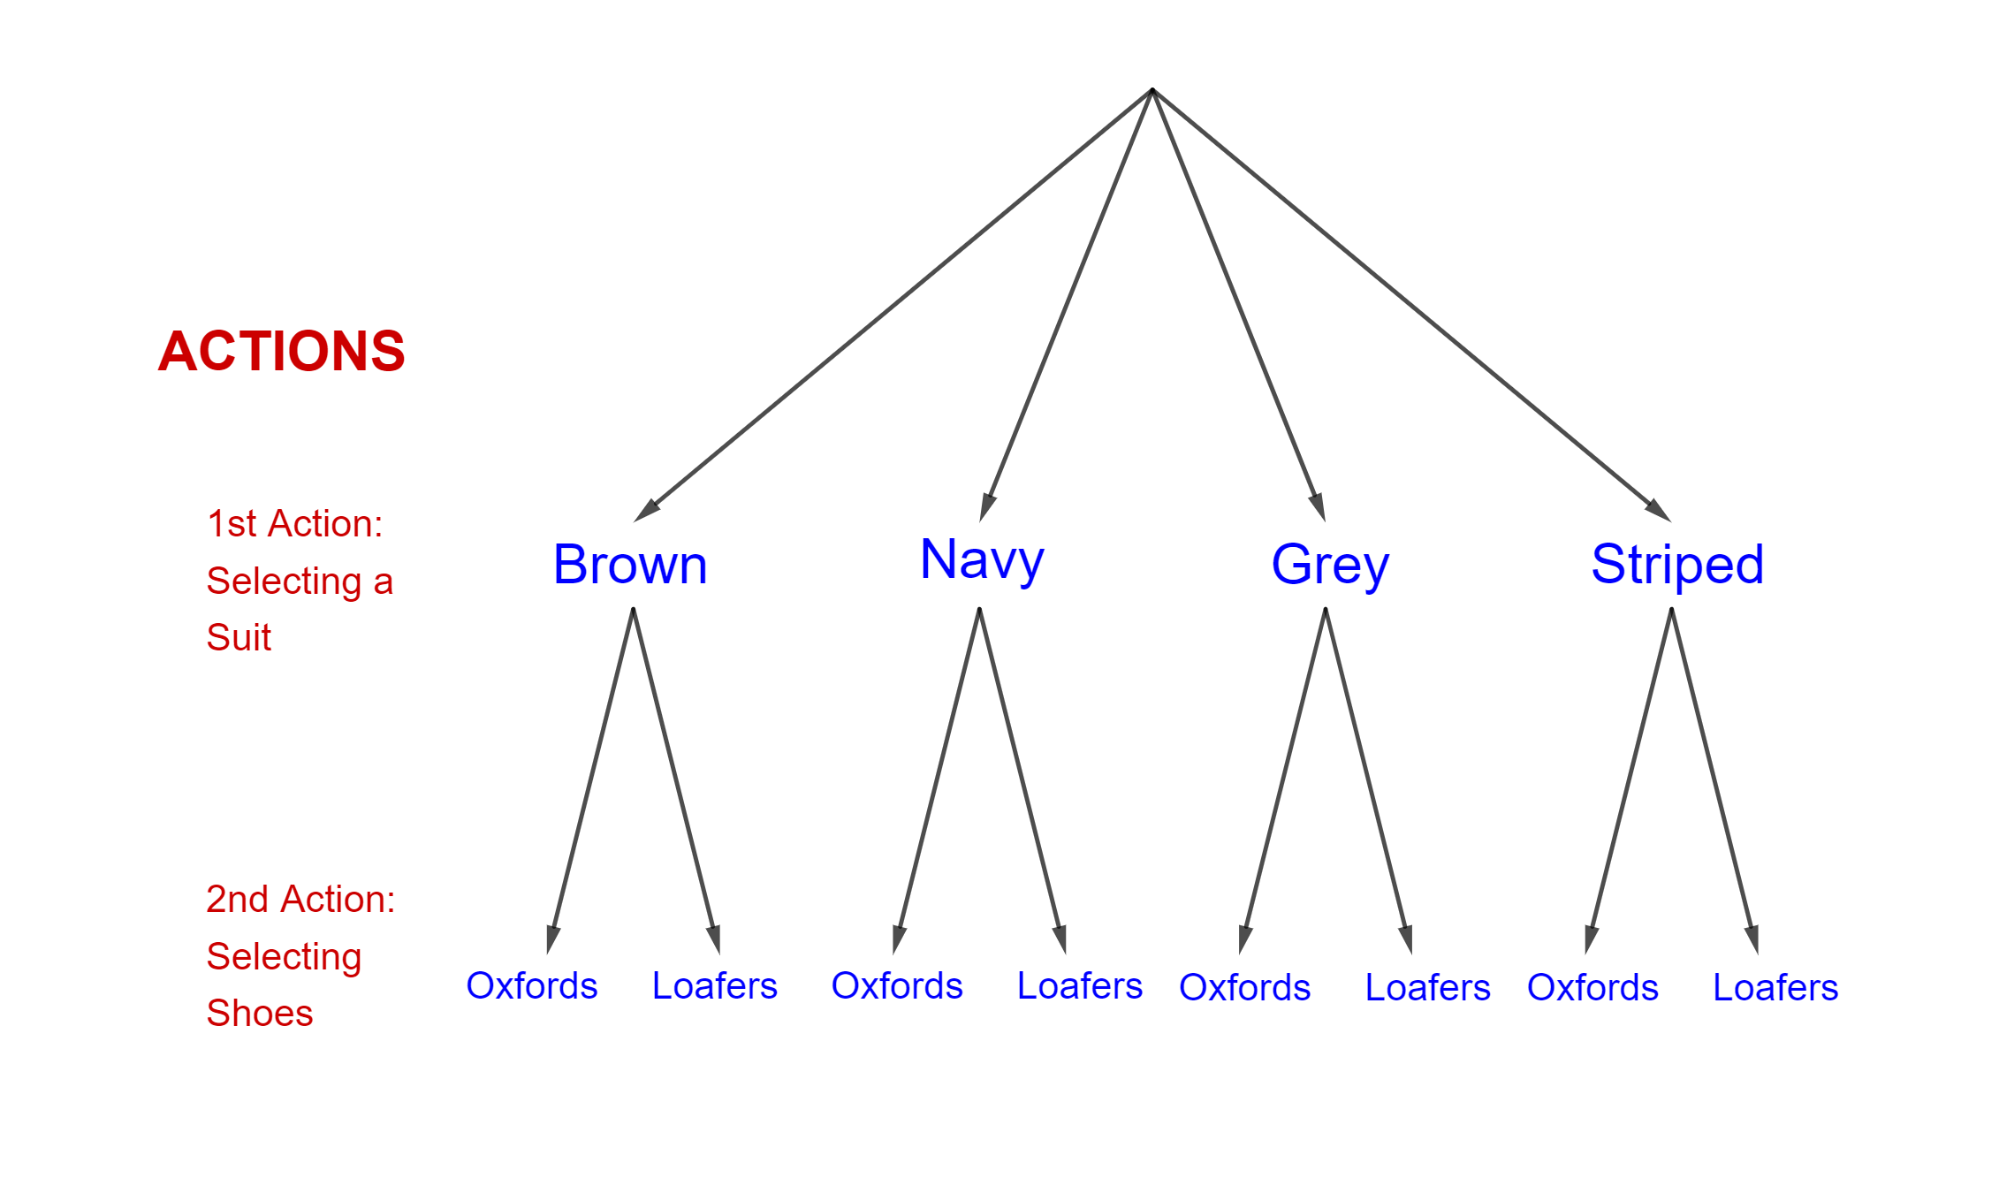 ACTIONS
1st Action:
Selecting a
Suit
Brown Navy Grey Striped
2nd Action:
Selecting
Shoes
Oxfords Loafers Oxfords Loafers Oxfords Loafers Oxfords Loafers